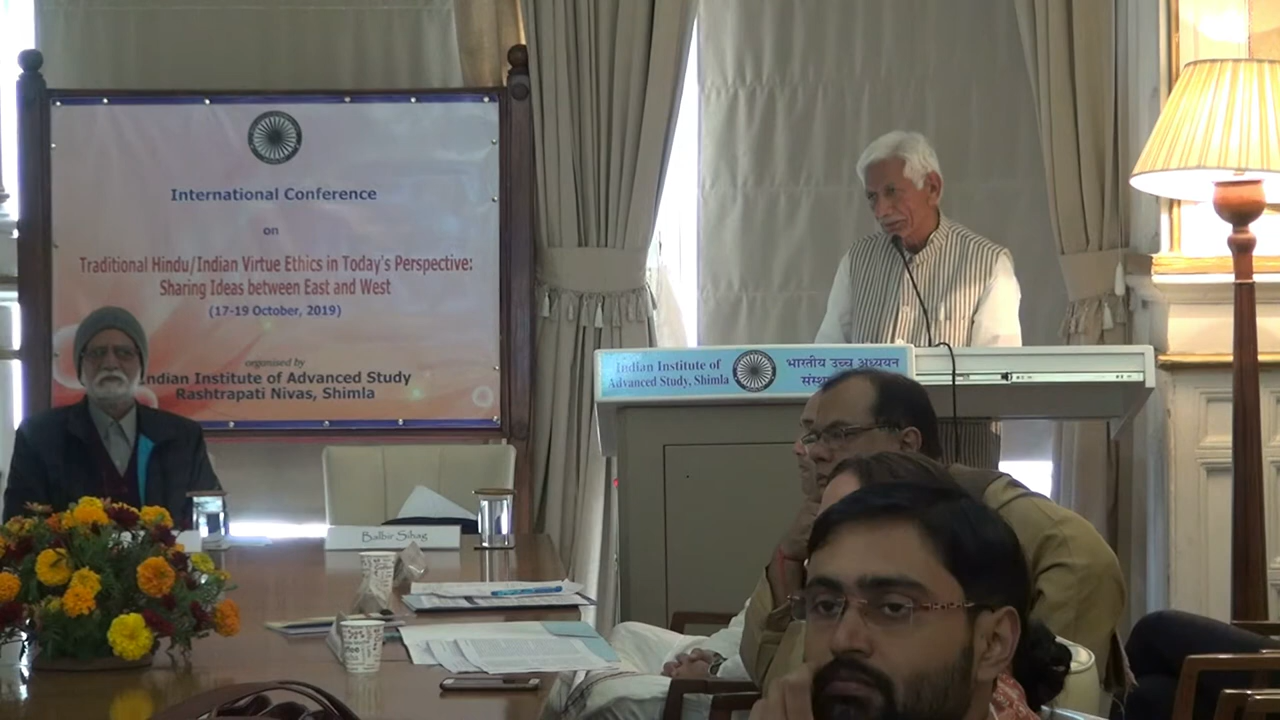 International Conference
on
Traditional Hindu/Indian Virtue Ethics in Today's Perspective:
Sharing Ideas between East and West
(17-19 October, 2019)
organised by
Indian Institute of Advanced Study
Rashtrapati Nivas, Shimla
Indian Institute of
Advanced Study, Shimla
भारतीय उच्च अध्ययन
Balbir Sihag